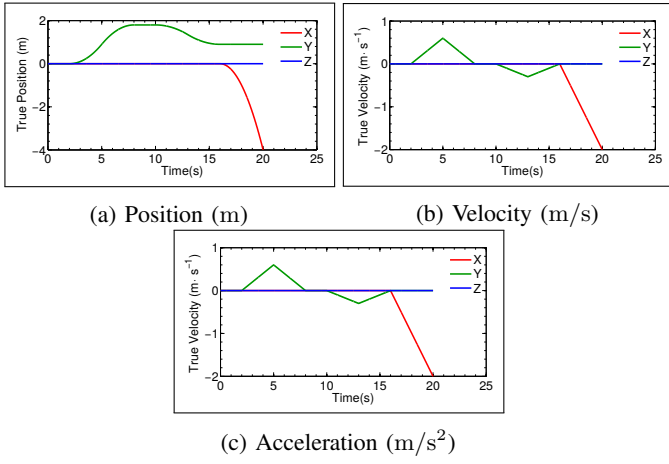 True Position (m)
2
0
−2
−4
0 5 10 15 20 25
Time(s)
X
Y
Z
(a) Position (m)
True Velocity (m· s⁻¹)
1
0
−1
−2
0 5 10 15 20 25
Time(s)
X
Y
Z
(b) Velocity (m/s)
True Velocity (m· s⁻¹)
1
0
−1
−2
0 5 10 15 20 25
Time(s)
X
Y
Z
(c) Acceleration (m/s²)